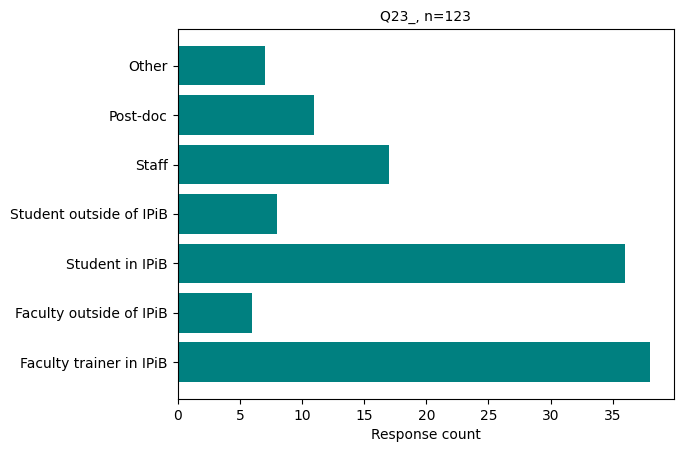 Q23_, n=123
Other
Post-doc
Staff
Student outside of IPiB
Student in IPiB
Faculty outside of IPiB
Faculty trainer in IPiB
0 5 10 15 20 25 30 35
Response count